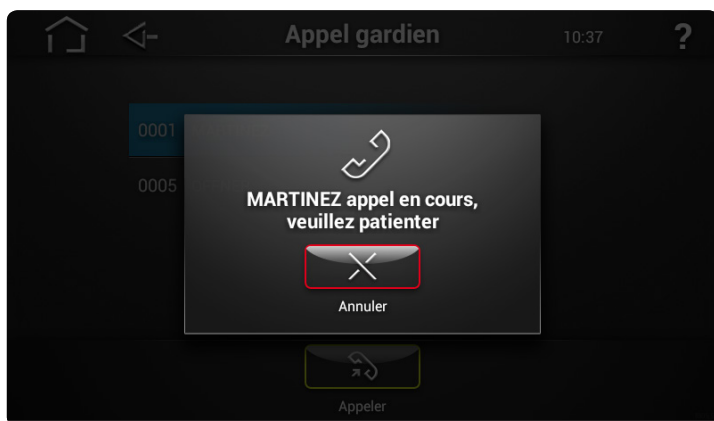 Appel gardien
10:37
?
0001
0005
MARTINEZ appel en cours,
veuillez patienter
Annuler
Appeler